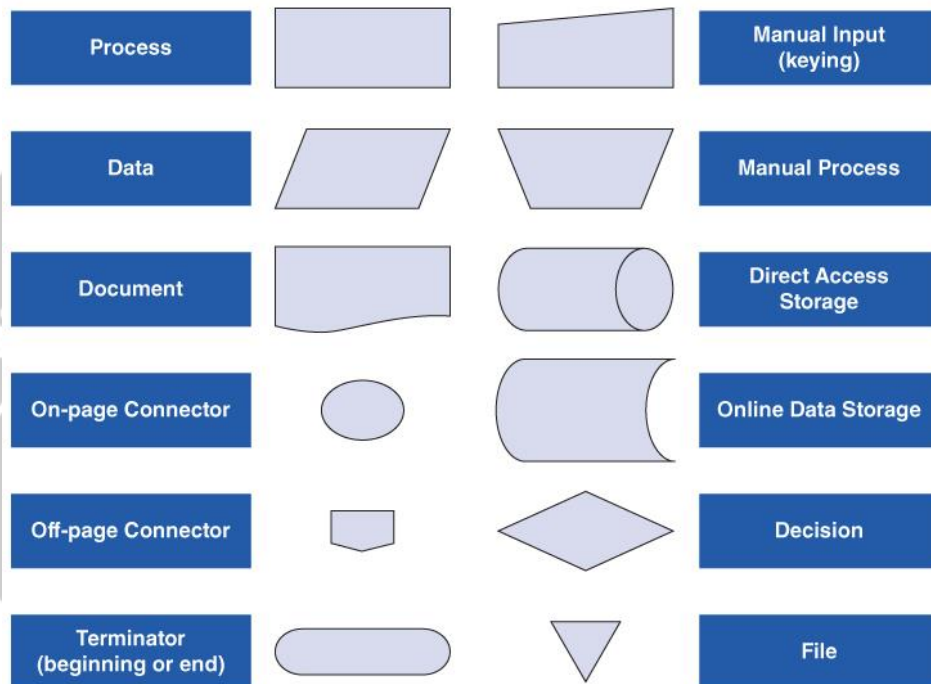 Process
Manual Input
(keying)
Data
Manual Process
Document
Direct Access
Storage
On-page Connector
Online Data Storage
Off-page Connector
Decision
Terminator
(beginning or end)
File